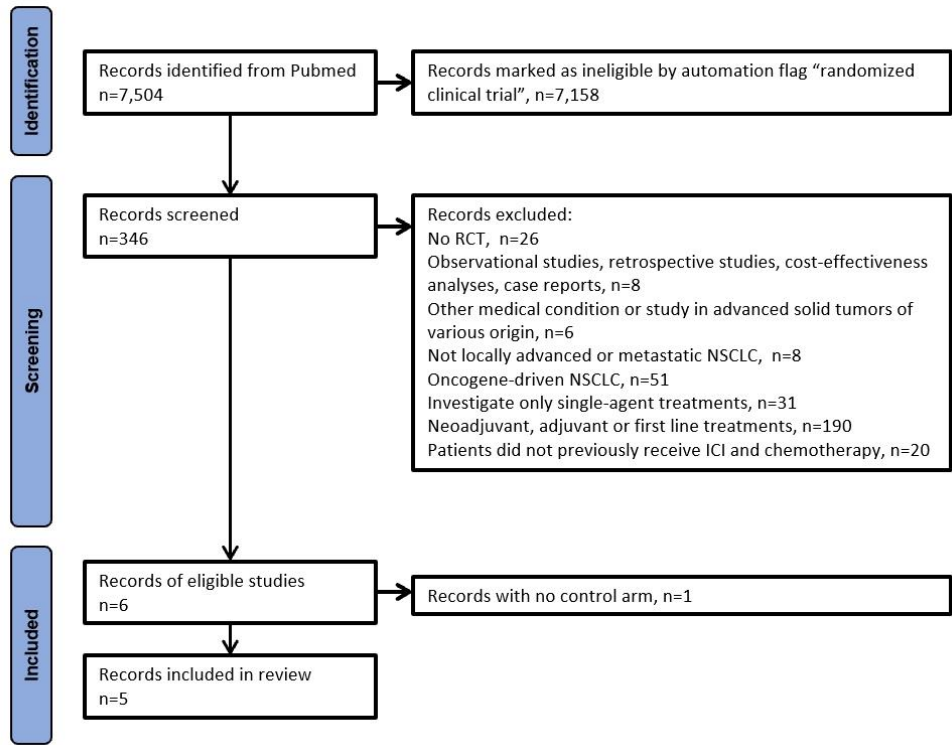 Identification
Records identified from Pubmed
n=7,504
Records marked as ineligible by automation flag “randomized
clinical trial”, n=7,158
Screening
Records screened
n=346
Records excluded:
No RCT,  n=26
Observational studies, retrospective studies, cost-effectiveness
analyses, case reports, n=8
Other medical condition or study in advanced solid tumors of
various origin, n=6
Not locally advanced or metastatic NSCLC,  n=8
Oncogene-driven NSCLC, n=51
Investigate only single-agent treatments, n=31
Neoadjuvant, adjuvant or first line treatments, n=190
Patients did not previously receive ICI and chemotherapy, n=20
Included
Records of eligible studies
n=6
Records with no control arm, n=1
Records included in review
n=5